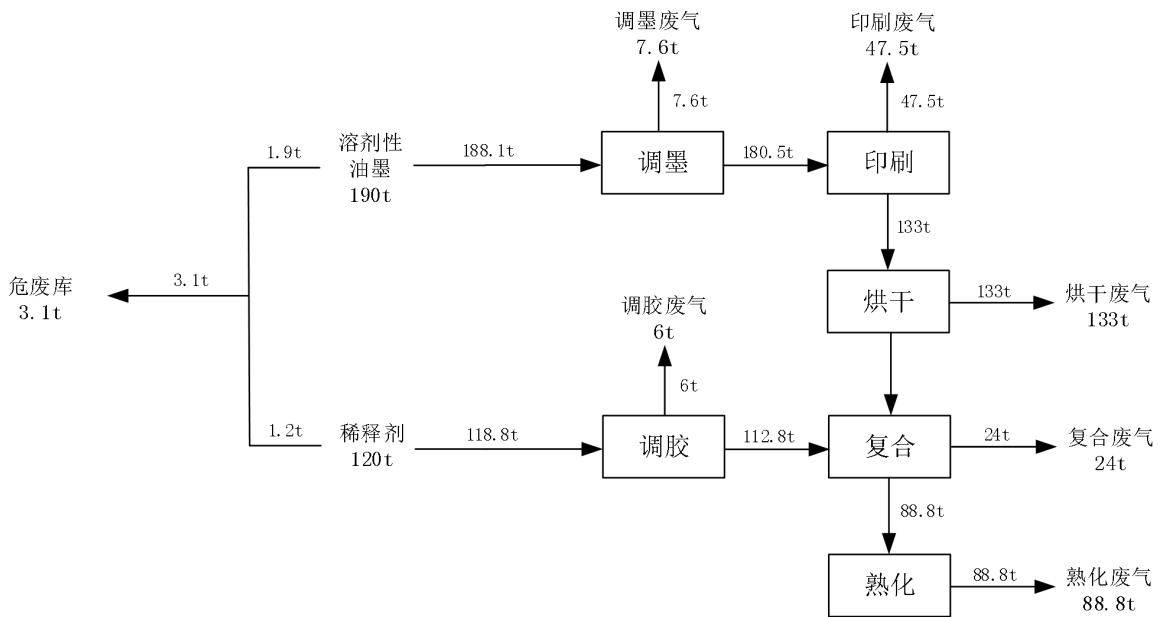 调墨废气
7.6t
印刷废气
47.5t
7.6t
47.5t
1.9t
溶剂性
油墨
190t
188.1t
调墨
180.5t
印刷
133t
危废库
3.1t
3.1t
烘干
133t
烘干废气
133t
调胶废气
6t
6t
1.2t
稀释剂
120t
118.8t
调胶
112.8t
复合
24t
复合废气
24t
88.8t
熟化
88.8t
熟化废气
88.8t